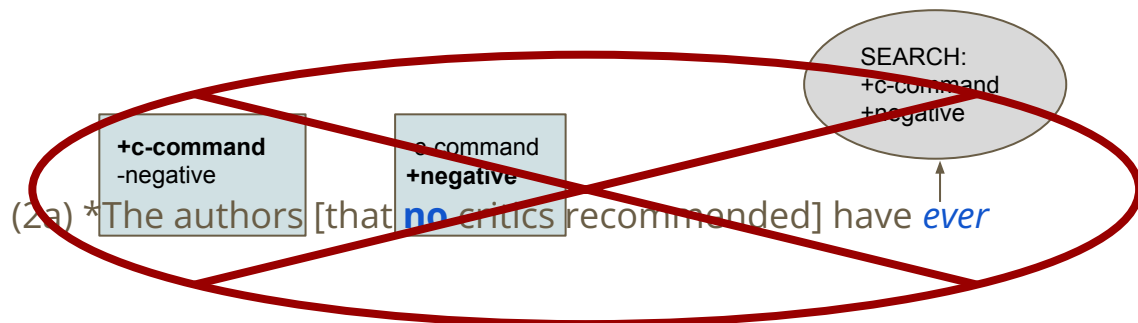 SEARCH:
+c-command
+negative
+c-command
-negative
-c-command
+negative
(2a) *The authors [that no critics recommended] have ever